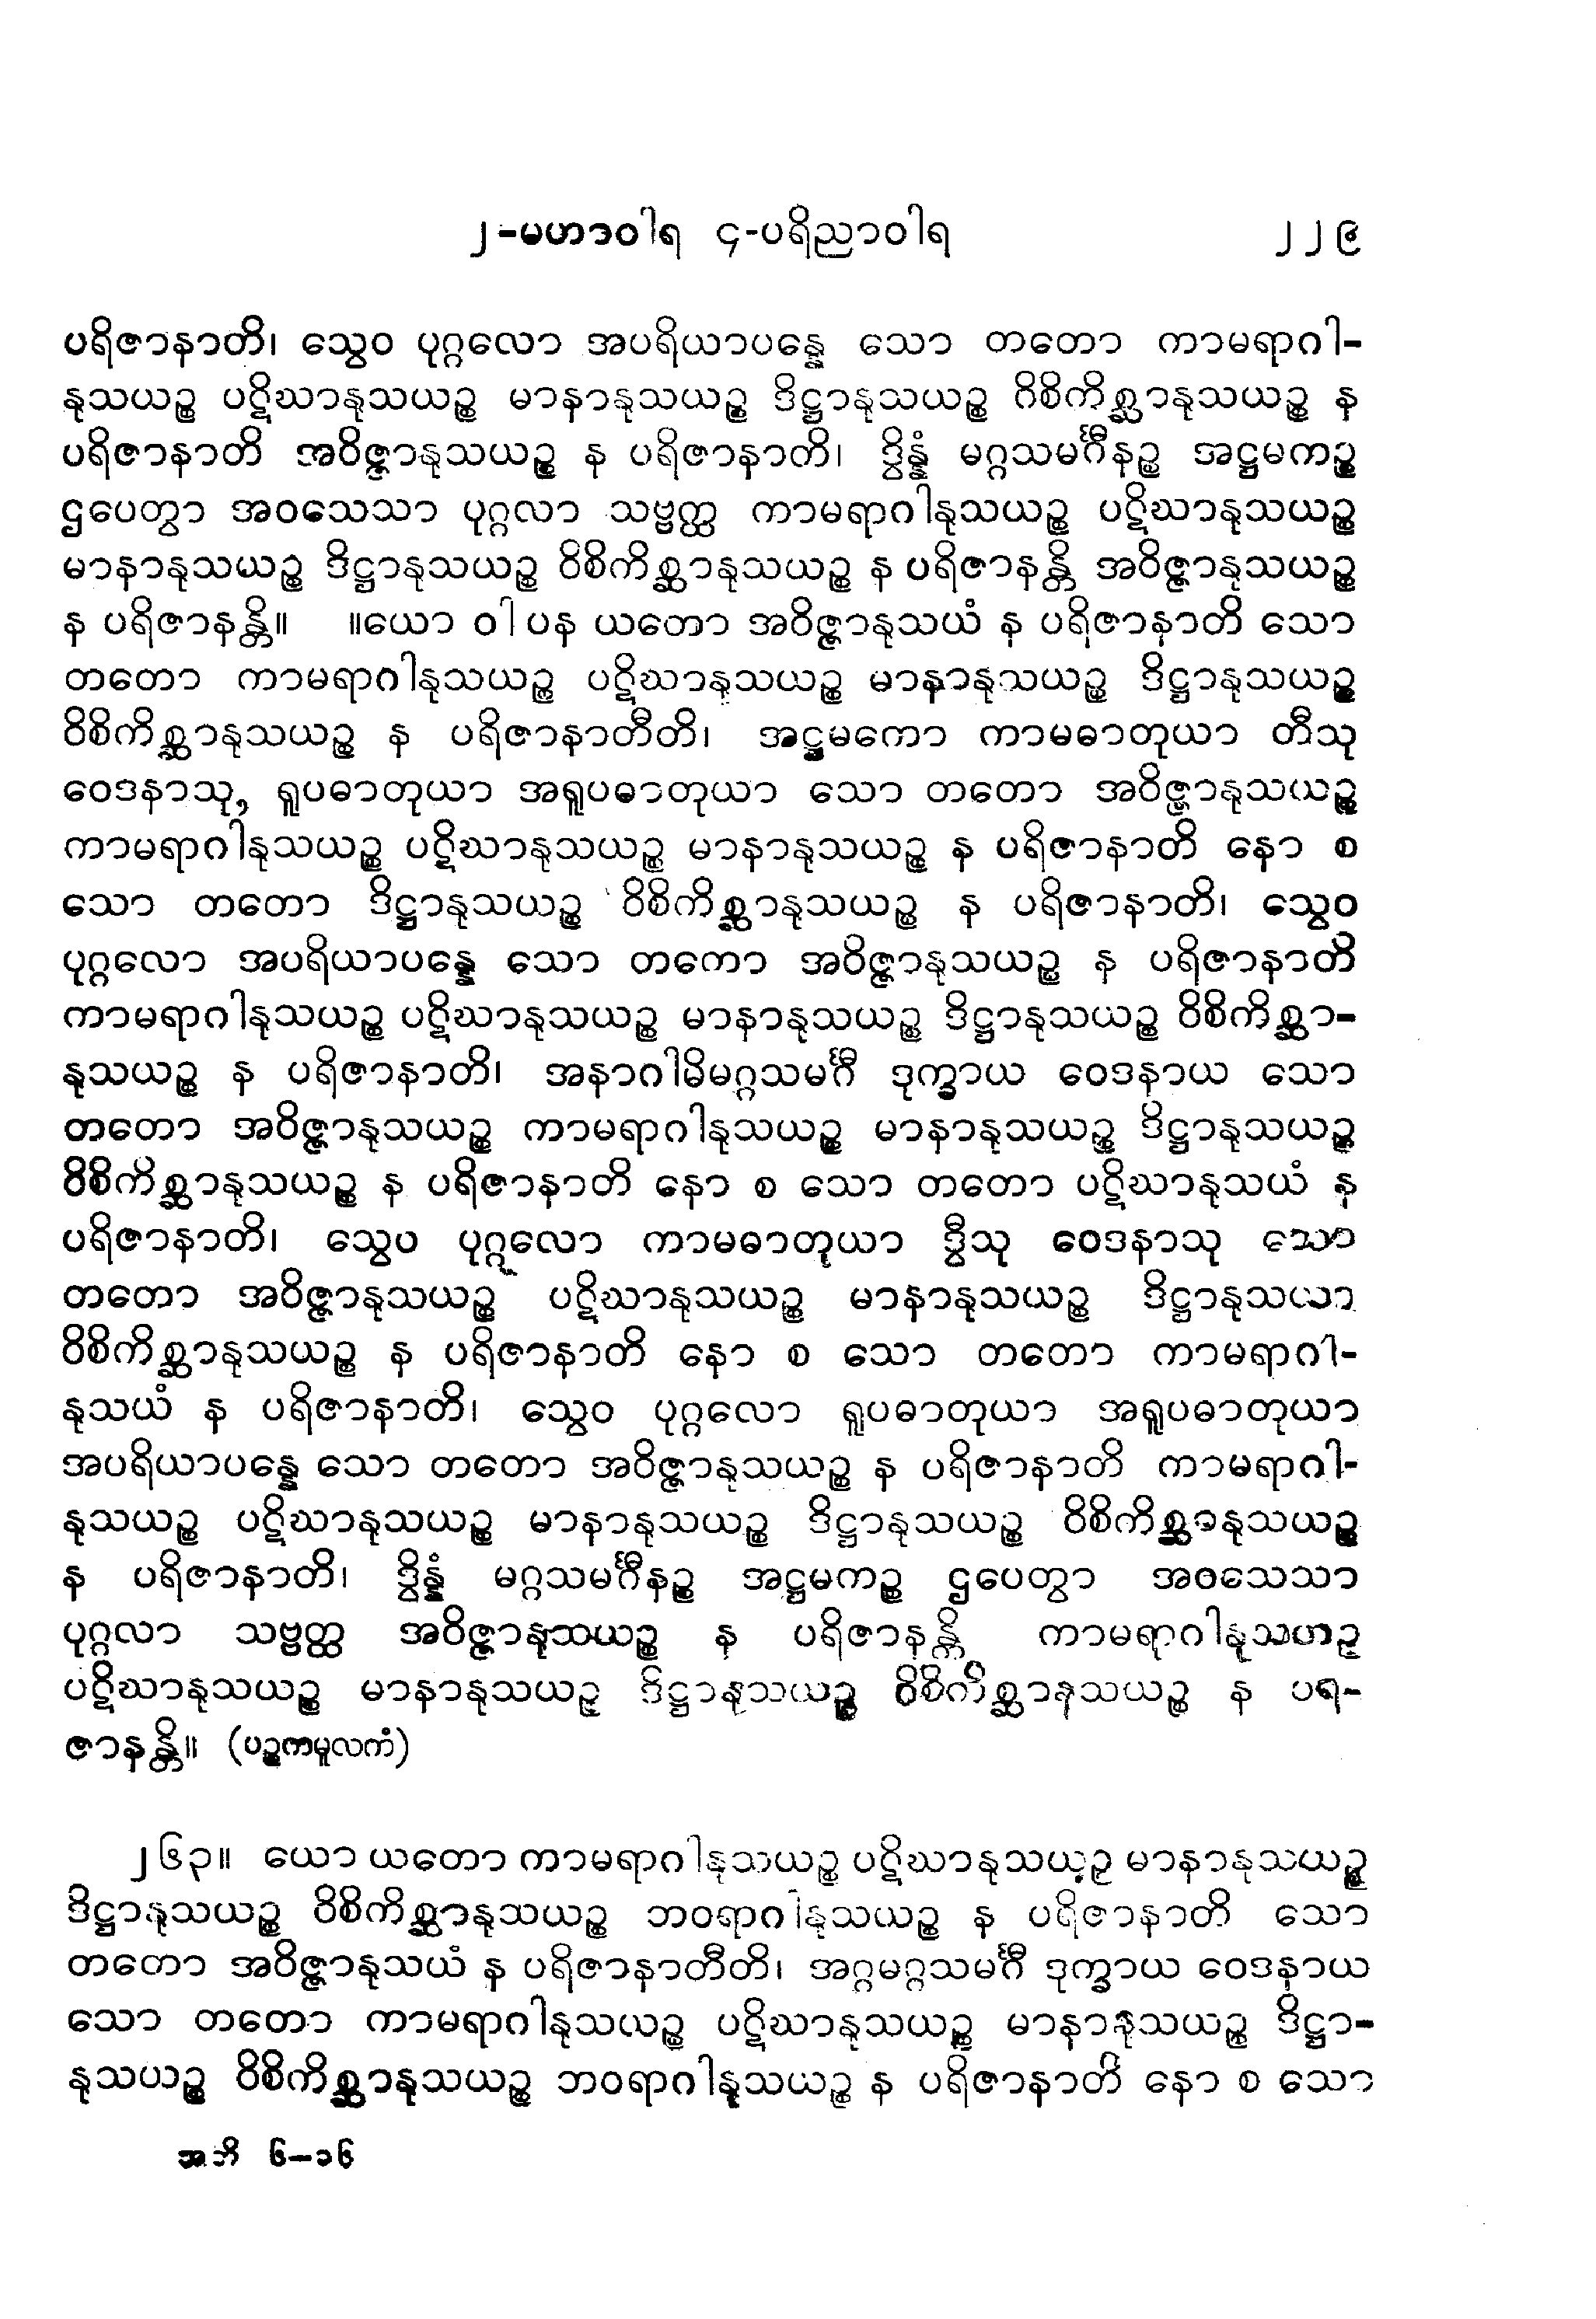 ၂-မဟာဒဝါရ ၄-ပရိညာဝါရ ၂၂၉
ပရိဇာနာတိ၊ သွေဝ ပုဂ္ဂလော အပရိယာပန္နေ သော တတော ကာမရာဂါ-
နုသယဉ္စ ပဋိဃာနုသယဉ္စ မာနာနုသယဉ္စ ဒိဋ္ဌာနုသယဉ္စ ဝိစိကိစ္ဆာနုသယဉ္စ န
ပရိဇာနာတိ အဝိဇ္ဇာနုသယဉ္စ န ပရိဇာနာတိ၊ ဒွိန္နံ မဂ္ဂသမင်္ဂီနဉ္စ အဋ္ဌမကဉ္စ
ဌပေတွာ အဝသေသာ ပုဂ္ဂလာ သဗ္ဗတ္ထ ကာမရာဂါနုသယဉ္စ ပဋိဃာနုသယဉ္စ
မာနာနုသယဉ္စ ဒိဋ္ဌာနုသယဉ္စ ဝိစိကိစ္ဆာနုသယဉ္စ န ပရိဇာနန္တိ အဝိဇ္ဇာနုသယဉ္စ
န ပရိဇာနန္တိ။ ။ယော ဝါ ပန ယတော အဝိဇ္ဇာနုသယံ န ပရိဇာနာတိ သော
တတော ကာမရာဂါနုသယဉ္စ ပဋိဃာနုသယဉ္စ မာနာနုသယဉ္စ ဒိဋ္ဌာနုသယဉ္စ
ဝိစိကိစ္ဆာနုသယဉ္စ န ပရိဇာနာတီတိ၊ အဋ္ဌမကော ကာမဓာတုယာ တီသု
ဝေဒနာသု, ရူပဓာတုယာ အရူပဓာတုယာ သော တတော အဝိဇ္ဇာနုသယဉ္စ
ကာမရာဂါနုသယဉ္စ ပဋိဃာနုသယဉ္စ မာနာနုသယဉ္စ န ပရိဇာနာတိ နော စ
သော တတော ဒိဋ္ဌာနုသယဉ္စ ဝိစိကိစ္ဆာနုသယဉ္စ န ပရိဇာနာတိ၊ သွေဝ
ပုဂ္ဂလော အပရိယာပန္နေ သော တကော အဝိဇ္ဇာနုသယဉ္စ န ပရိဇာနာတိ
ကာမရာဂါနုသယဉ္စ ပဋိဃာနုသယဉ္စ မာနာနုသယဉ္စ ဒိဋ္ဌာနုသယဉ္စ ဝိစိကိစ္ဆာ-
နုသယဉ္စ န ပရိဇာနာတိ၊ အနာဂါမိမဂ္ဂသမင်္ဂီ ဒုက္ခာယ ဝေဒနာယ သော
တတော အဝိဇ္ဇာနုသယဉ္စ ကာမရာဂါနုသယဉ္စ မာနာနုသယဉ္စ ဒိဋ္ဌာနုသယဉ္စ
ဝိစိကိစ္ဆာနုသယဉ္စ န ပရိဇာနာတိ နော စ သော တတော ပဋိဃာနုသယံ န
ပရိဇာနာတိ၊ သွေပ ပုဂ္ဂလော ကာမဓာတုယာ ဒွီသု ဝေဒနာသု သော
တတော အဝိဇ္ဇာနုသယဉ္စ ပဋိဃာနုသယဉ္စ မာနာနုသယဉ္စ ဒိဋ္ဌာနုသယာ
ဝိစိကိစ္ဆာနုသယဉ္စ န ပရိဇာနာတိ နော စ သော တတော ကာမရာဂါ-
နုသယံ န ပရိဇာနာတိ၊ သွေဝ ပုဂ္ဂလော ရူပဓာတုယာ အရူပဓာတုယာ
အပရိယာပန္နေ သော တတော အဝိဇ္ဇာနုသယဉ္စ န ပရိဇာနာတိ ကာမရာဂါ-
နုသယဉ္စ ပဋိဃာနုသယဉ္စ မာနာနုသယဉ္စ ဒိဋ္ဌာနုသယဉ္စ ဝိစိကိစ္ဆာနုသယဉ္စ
န ပရိဇာနာတိ၊ ဒွိန္နံ မဂ္ဂသမင်္ဂီနဉ္စ အဋ္ဌမကဉ္စ ဌပေတွာ အဝသေသာ
ပုဂ္ဂလာ သဗ္ဗတ္ထ အဝိဇ္ဇာနုသယဉ္စ န ပရိဇာနန္တိ ကာမရာဂါနုသယဉ္စ
ပဋိဃာနုသယဉ္စ မာနာနုသယဉ္စ ဒိဋ္ဌာနုသယဉ္စ ဝိစိကိစ္ဆာနုသယဉ္စ န ပရိ-
ဇာနန္တိ။ (ပဉ္စကမူလကံ)
၂၆၃။ ယော ယတော ကာမရာဂါနုသယဉ္စ ပဋိဃာနုသယဉ္စ မာနာနုသယဉ္စ
ဒိဋ္ဌာနုသယဉ္စ ဝိစိကိစ္ဆာနုသယဉ္စ ဘဝရာဂါနုသယဉ္စ န ပရိဇာနာတိ သော
တတော အဝိဇ္ဇာနုသယံ န ပရိဇာနာတီတိ၊ အဂ္ဂမဂ္ဂသမင်္ဂီ ဒုက္ခာယ ဝေဒနာယ
သော တတော ကာမရာဂါနုသယဉ္စ ပဋိဃာနုသယဉ္စ မာနာနုသယဉ္စ ဒိဋ္ဌာ-
နုသယဉ္စ ဝိစိကိစ္ဆာနုသယဉ္စ ဘဝရာဂါနုသယဉ္စ န ပရိဇာနာတိ နော စ သော
အဘိ ၆-၁၆